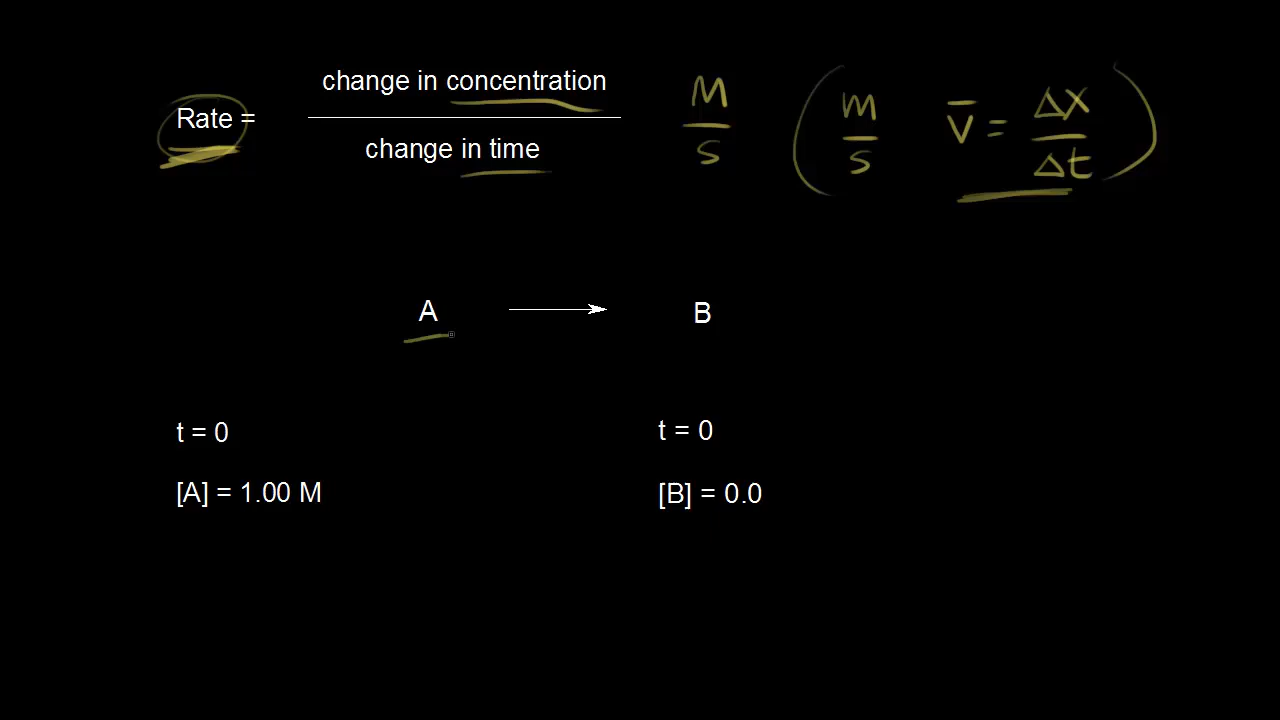 change in concentration
Rate =
change in time
M
s
( m
s
v̄ = Δx
Δt )
A → B
t = 0
[A] = 1.00 M
t = 0
[B] = 0.0